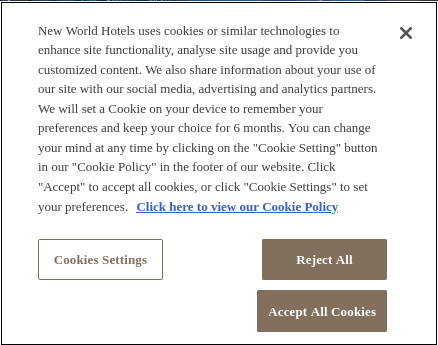 New World Hotels uses cookies or similar technologies to
enhance site functionality, analyse site usage and provide you
customized content. We also share information about your use of
our site with our social media, advertising and analytics partners.
We will set a Cookie on your device to remember your
preferences and keep your choice for 6 months. You can change
your mind at any time by clicking on the "Cookie Setting" button
in our "Cookie Policy" in the footer of our website. Click
"Accept" to accept all cookies, or click "Cookie Settings" to set
your preferences. Click here to view our Cookie Policy
Cookies Settings
Reject All
Accept All Cookies